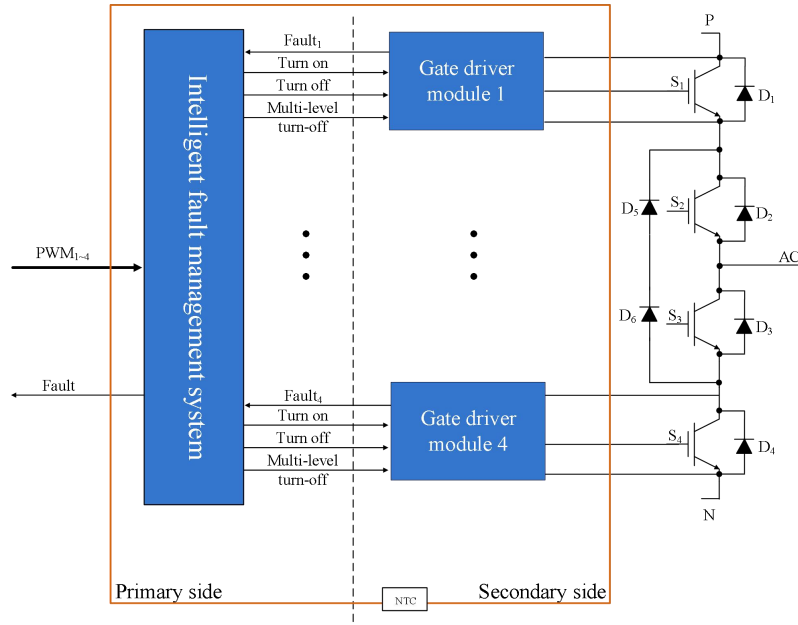 P
Fault₁
Turn on
Turn off
Multi-level
turn-off
Gate driver
module 1
S₁
D₁
Intelligent fault management system
D₅
S₂
D₂
PWM₁~₄
AC
D₆
S₃
D₃
Fault
Fault₄
Turn on
Turn off
Multi-level
turn-off
Gate driver
module 4
S₄
D₄
N
Primary side
NTC
Secondary side